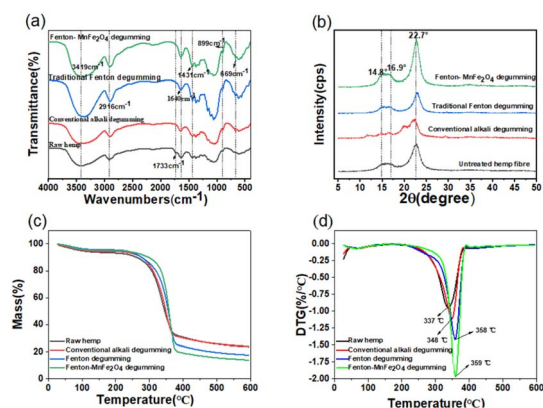 (a)
Fenton- MnFe2O4 degumming
899cm-1
3419cm-1
1431cm-1
669cm-1
Traditional Fenton degumming
2916cm-1
1640cm-1
Conventional alkali degumming
Raw hemp
1733cm-1
Transmittance(%)
4000 3500 3000 2500 2000 1500 1000 500
Wavenumbers(cm-1)
(b)
22.7°
14.8°
16.9°
Fenton- MnFe2O4 degumming
Traditional Fenton degumming
Conventional alkali degumming
Untreated hemp fibre
Intensity(cps)
5 10 15 20 25 30 35 40 45 50
2θ(degree)
(c)
100
80
60
40
20
0
Mass(%)
Raw hemp
Conventional alkali degumming
Fenton degumming
Fenton-MnFe2O4 degumming
0 100 200 300 400 500 600
Temperature(℃)
(d)
0.00
-0.25
-0.50
-0.75
-1.00
-1.25
-1.50
-1.75
-2.00
DTG(%/℃)
337 ℃
348 ℃
358 ℃
359 ℃
Raw hemp
Conventional alkali degumming
Fenton degumming
Fenton-MnFe2O4 degumming
0 100 200 300 400 500 600
Temperature(℃)